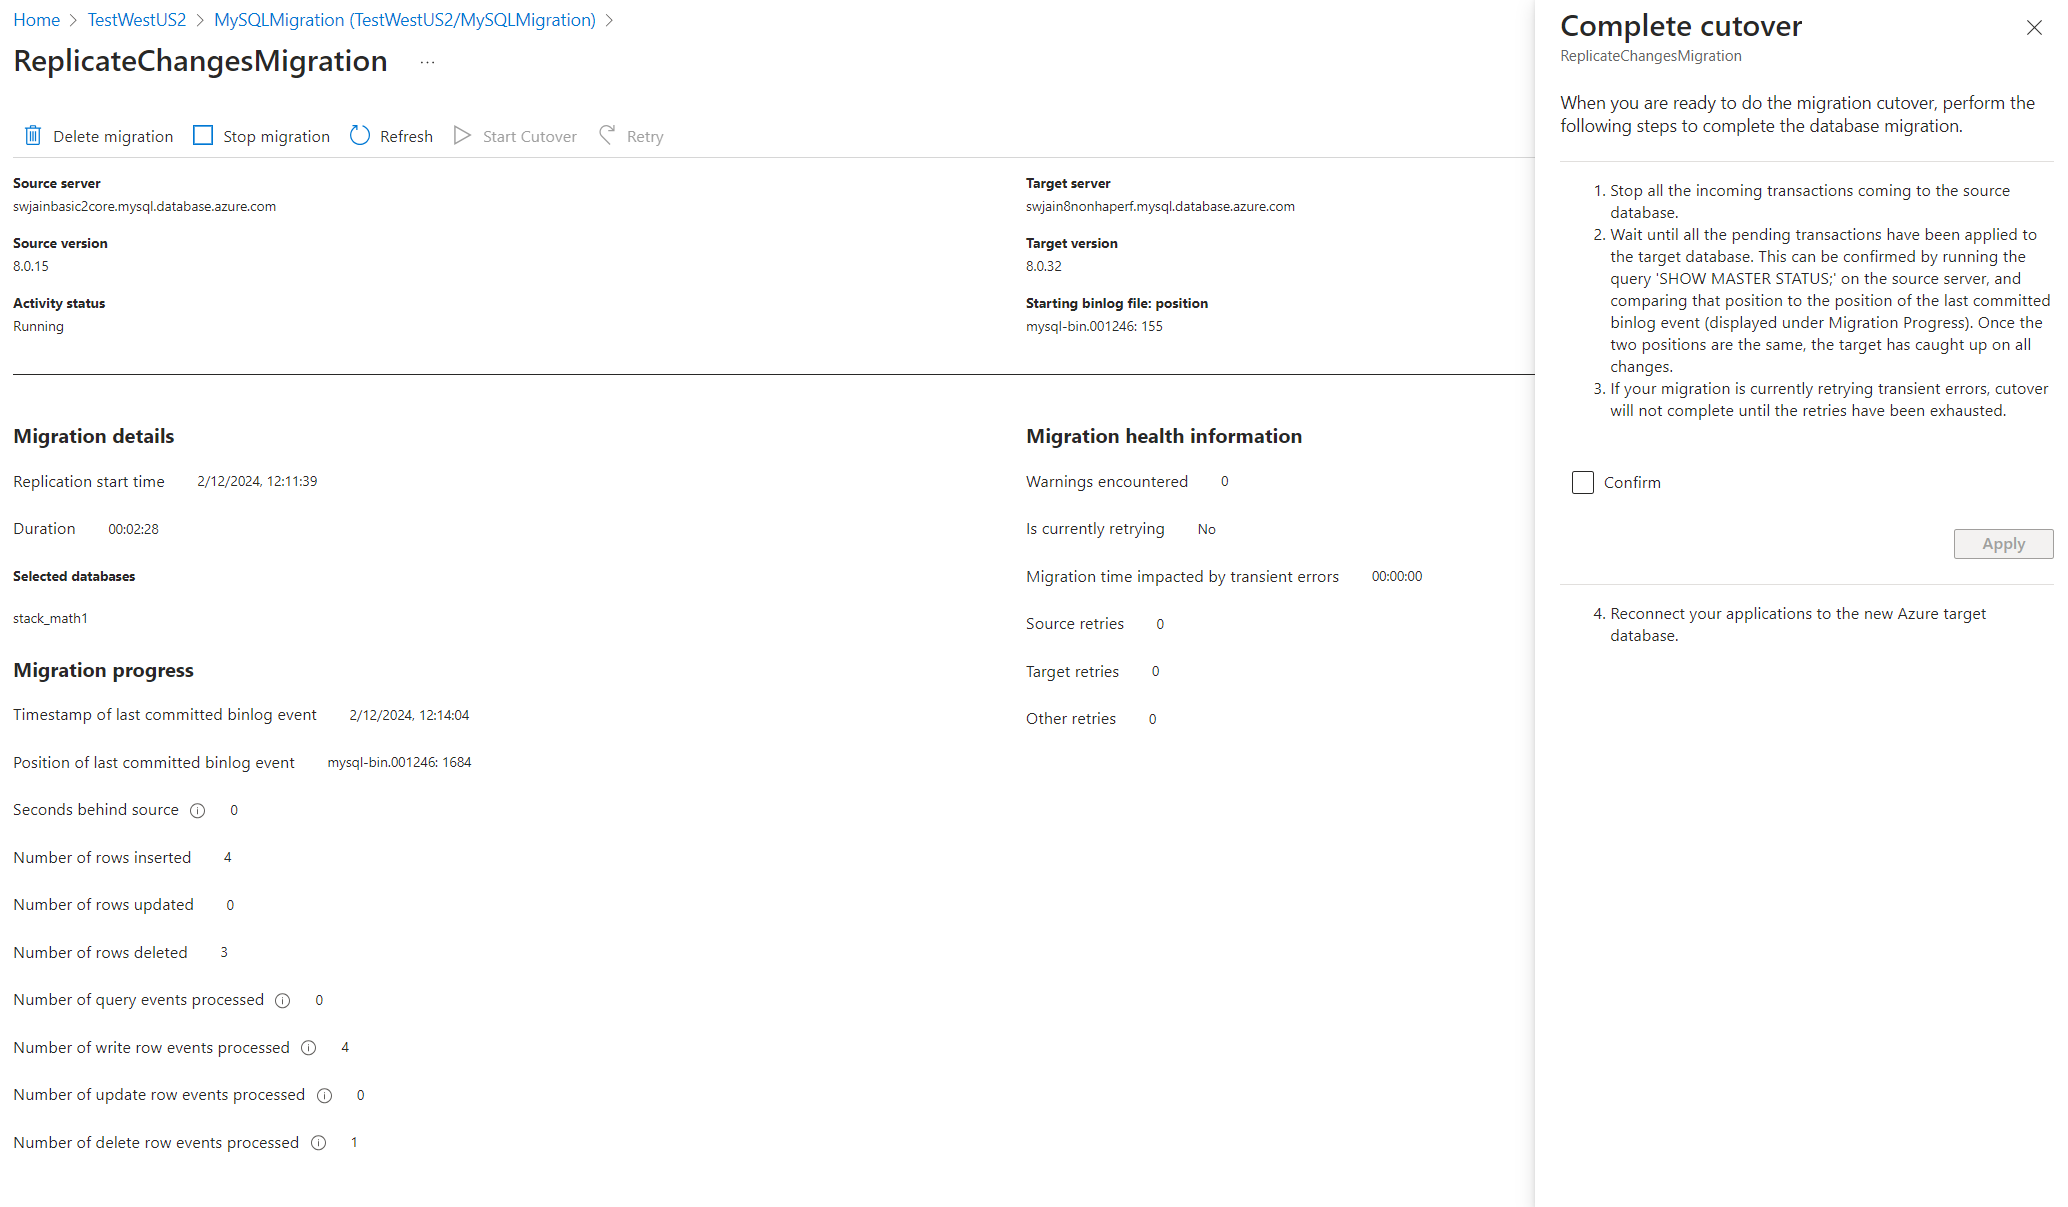 Home > TestWestUS2 > MySQLMigration (TestWestUS2/MySQLMigration) >
ReplicateChangesMigration ...
Delete migration Stop migration Refresh Start Cutover Retry
Source server
swjainbasic2core.mysql.database.azure.com
Source version
8.0.15
Activity status
Running
Target server
swjain8nonhaperf.mysql.database.azure.com
Target version
8.0.32
Starting binlog file: position
mysql-bin.001246: 155
Migration details
Replication start time 2/12/2024, 12:11:39
Duration 00:02:28
Selected databases
stack_math1
Migration progress
Timestamp of last committed binlog event 2/12/2024, 12:14:04
Position of last committed binlog event mysql-bin.001246: 1684
Seconds behind source 0
Number of rows inserted 4
Number of rows updated 0
Number of rows deleted 3
Number of query events processed 0
Number of write row events processed 4
Number of update row events processed 0
Number of delete row events processed 1
Migration health information
Warnings encountered 0
Is currently retrying No
Migration time impacted by transient errors 00:00:00
Source retries 0
Target retries 0
Other retries 0
Complete cutover
ReplicateChangesMigration
When you are ready to do the migration cutover, perform the
following steps to complete the database migration.
1. Stop all the incoming transactions coming to the source
database.
2. Wait until all the pending transactions have been applied to
the target database. This can be confirmed by running the
query 'SHOW MASTER STATUS;' on the source server, and
comparing that position to the position of the last committed
binlog event (displayed under Migration Progress). Once the
two positions are the same, the target has caught up on all
changes.
3. If your migration is currently retrying transient errors, cutover
will not complete until the retries have been exhausted.
Confirm
Apply
4. Reconnect your applications to the new Azure target
database.